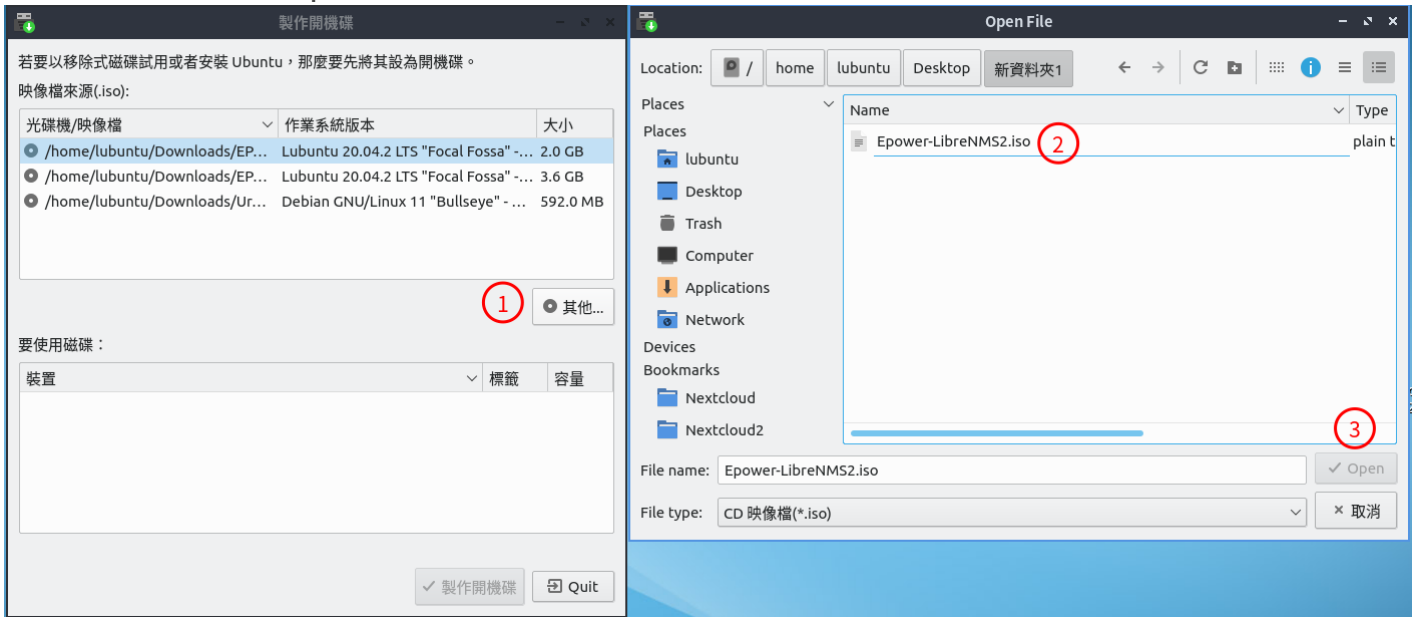 製作開機碟
若要以移除式磁碟試用或者安裝 Ubuntu，那麼要先將其設為開機碟。
映像檔來源(.iso):
光碟機/映像檔 作業系統版本 大小
/home/lubuntu/Downloads/EP... Lubuntu 20.04.2 LTS "Focal Fossa" -... 2.0 GB
/home/lubuntu/Downloads/EP... Lubuntu 20.04.2 LTS "Focal Fossa" -... 3.6 GB
/home/lubuntu/Downloads/Ur... Debian GNU/Linux 11 "Bullseye" - ... 592.0 MB
1 其他...
要使用磁碟：
裝置 標籤 容量
製作開機碟 Quit
Open File
Location: / home lubuntu Desktop 新資料夾1
Places
Places
lubuntu
Desktop
Trash
Computer
Applications
Network
Devices
Bookmarks
Nextcloud
Nextcloud2
Name Type
Epower-LibreNMS2.iso 2 plain t
3
File name: Epower-LibreNMS2.iso Open
File type: CD 映像檔(*.iso) 取消